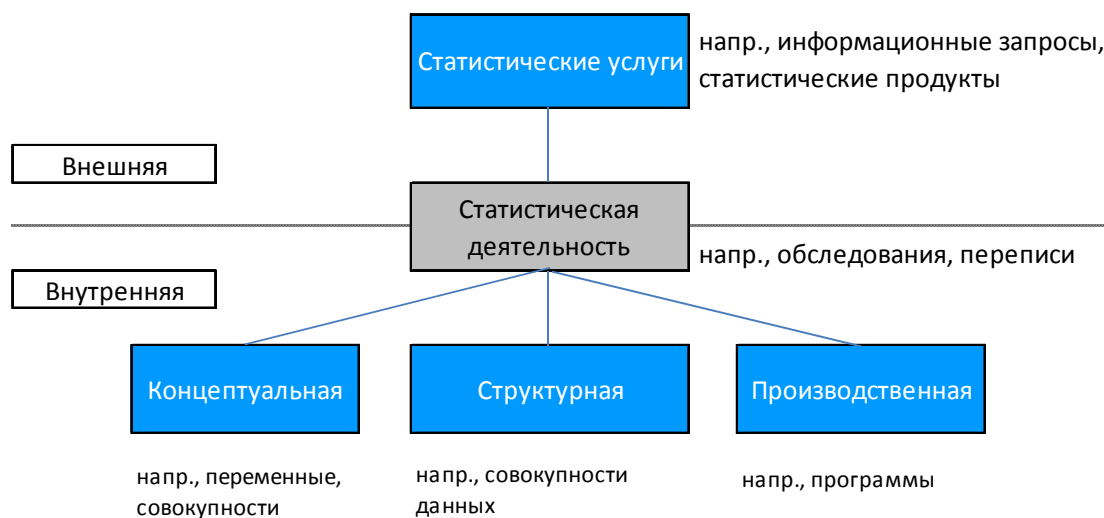 Статистические услуги
напр., информационные запросы,
статистические продукты
Внешняя
Статистическая
деятельность
напр., обследования, переписи
Внутренняя
Концептуальная
Структурная
Производственная
напр., переменные,
совокупности
напр., совокупности
данных
напр., программы